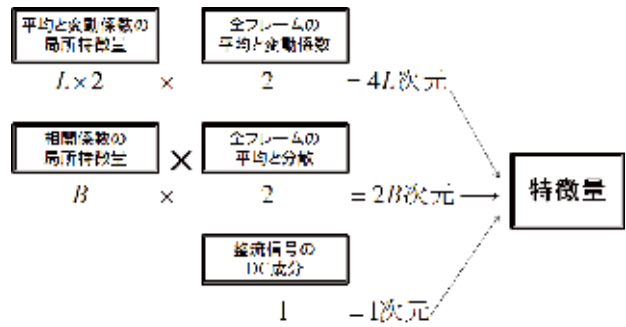 平均と変動係数の
局所特徴量
全フレームの
平均と変動係数
L×2 × 2 = 4L次元
相関係数の
局所特徴量
×
全フレームの
平均と分散
B × 2 = 2B次元
特徴量
整流信号の
DC成分
1 = 1次元